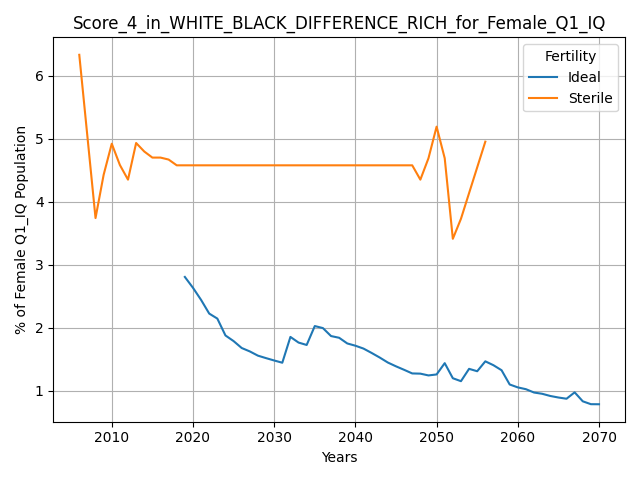 Score_4_in_WHITE_BLACK_DIFFERENCE_RICH_for_Female_Q1_IQ
Fertility
Ideal
Sterile
% of Female Q1_IQ Population
6
5
4
3
2
1
2010 2020 2030 2040 2050 2060 2070
Years